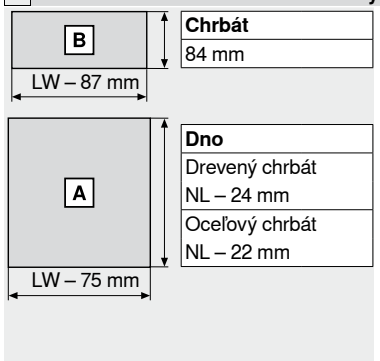 B
Chrbát
84 mm
LW – 87 mm
A
Dno
Drevený chrbát
NL – 24 mm
Oceľový chrbát
NL – 22 mm
LW – 75 mm